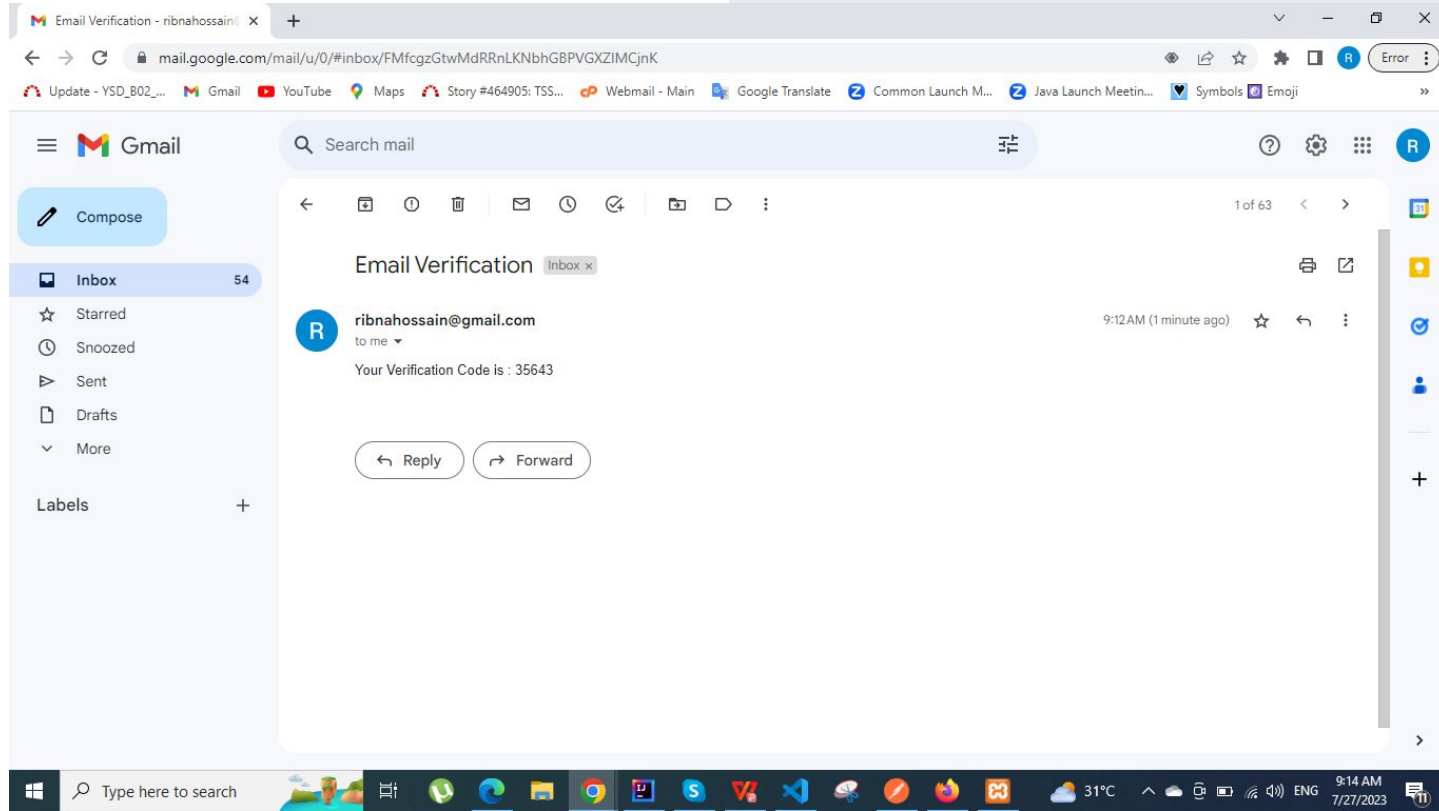 Email Verification - ribnahossain
mail.google.com/mail/u/0/#inbox/FMfcgzGtwMdRRnLKNbhGBPVGXZlMCjnK
R
Error
Update - YSD_B02_... Gmail YouTube Maps Story #464905: TSS... Webmail - Main Google Translate Common Launch M... Java Launch Meetin... Symbols Emoji »
Gmail
Search mail
R
Compose
1 of 63
31
Email Verification Inbox x
Inbox 54
Starred
R
ribnahossain@gmail.com
9:12 AM (1 minute ago)
to me
Snoozed
Your Verification Code is : 35643
Sent
Drafts
More
Reply Forward
Labels
Type here to search
31°C ENG
9:14 AM
7/27/2023
11